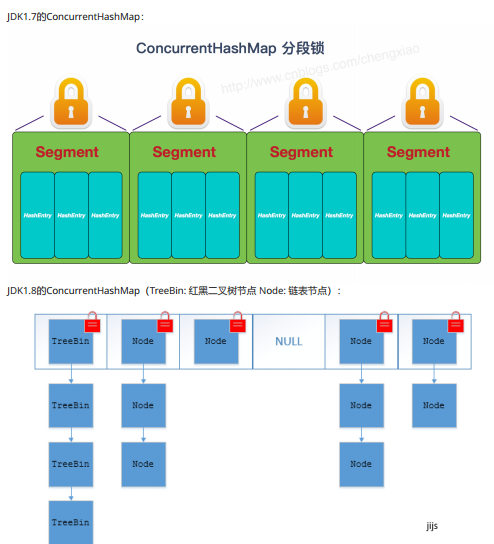 JDK1.7的ConcurrentHashMap：
ConcurrentHashMap 分段锁
http://www.cnblogs.com/chengxiao
Segment Segment Segment Segment
HashEntry HashEntry HashEntry HashEntry HashEntry HashEntry HashEntry HashEntry HashEntry HashEntry HashEntry HashEntry
JDK1.8的ConcurrentHashMap（TreeBin: 红黑二叉树节点 Node: 链表节点）：
TreeBin Node Node NULL Node Node
TreeBin Node Node Node
TreeBin Node Node
TreeBin
jijs